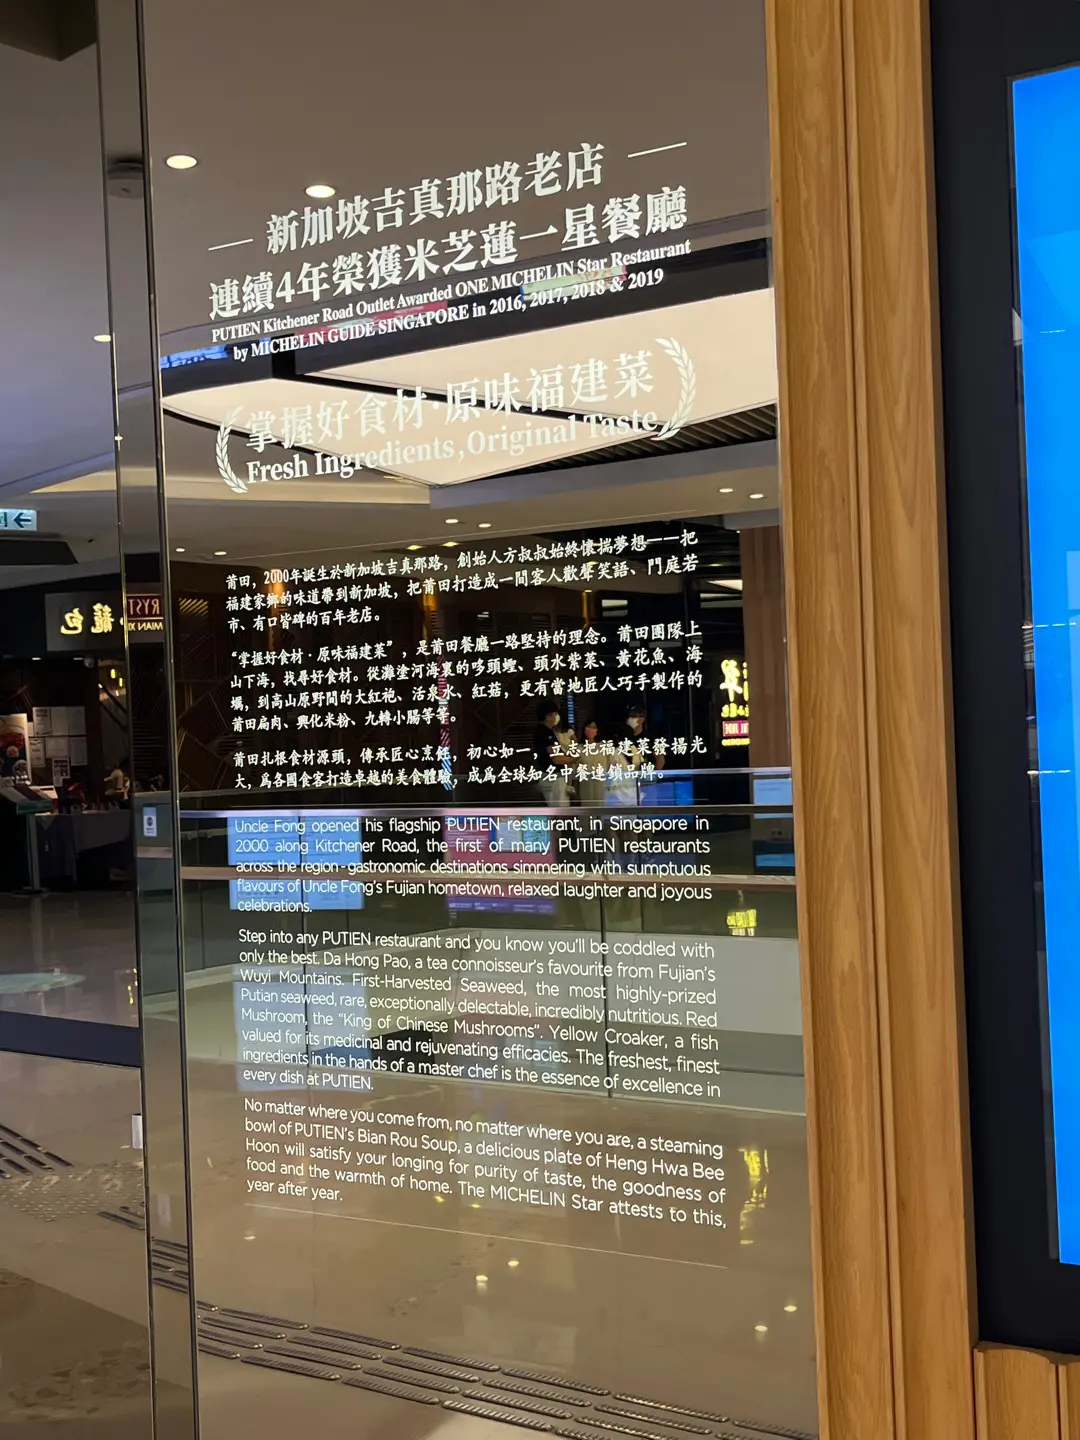 新加坡吉真那路老店
連續4年榮獲米芝蓮一星餐廳
PUTIEN Kitchener Road Outlet Awarded ONE MICHELIN Star Restaurant
by MICHELIN GUIDE SINGAPORE in 2016, 2017, 2018 & 2019
掌握好食材·原味福建菜
Fresh Ingredients, Original Taste
莆田，2000年誕生於新加坡吉真那路，創始人方叔叔始終懷揣夢想——把
福建家鄉的味道帶到新加坡，把莆田打造成一間客人歡聲笑語、門庭若
市、有口皆碑的百年老店。
“掌握好食材·原味福建菜”，是莆田餐廳一路堅持的理念。莆田團隊上
山下海，找尋好食材。從灘塗河海裏的哆頭蟶、頭水紫菜、黃花魚、海
蠣，到高山原野間的大紅袍、活泉水、紅菇，更有當地匠人巧手製作的
莆田扁肉、興化米粉、九轉小腸等等。
莆田扎根食材源頭，傳承匠心烹飪，初心如一，立志把福建菜發揚光
大，爲各國食客打造卓越的美食體驗，成爲全球知名中餐連鎖品牌。
Uncle Fong opened his flagship PUTIEN restaurant, in Singapore in
2000 along Kitchener Road, the first of many PUTIEN restaurants
across the region-gastronomic destinations simmering with sumptuous
flavours of Uncle Fong's Fujian hometown, relaxed laughter and joyous
celebrations.
Step into any PUTIEN restaurant and you know you'll be coddled with
only the best. Da Hong Pao, a tea connoisseur's favourite from Fujian's
Wuyi Mountains. First-Harvested Seaweed, the most highly-prized
Putian seaweed, rare, exceptionally delectable, incredibly nutritious. Red
Mushroom, the “King of Chinese Mushrooms”. Yellow Croaker, a fish
valued for its medicinal and rejuvenating efficacies. The freshest, finest
ingredients in the hands of a master chef is the essence of excellence in
every dish at PUTIEN.
No matter where you come from, no matter where you are, a steaming
bowl of PUTIEN's Bian Rou Soup, a delicious plate of Heng Hwa Bee
Hoon will satisfy your longing for purity of taste, the goodness of
food and the warmth of home. The MICHELIN Star attests to this,
year after year.